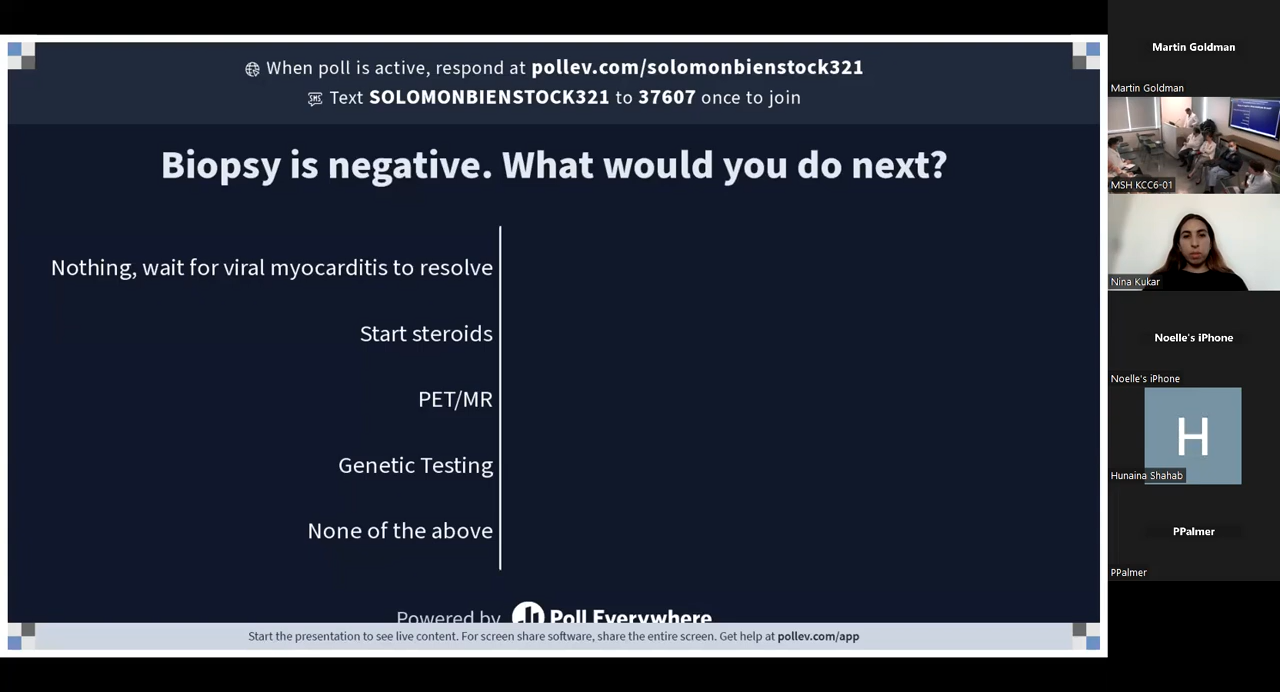 When poll is active, respond at pollev.com/solomonbienstock321
Text SOLOMONBIENSTOCK321 to 37607 once to join
Biopsy is negative. What would you do next?
Nothing, wait for viral myocarditis to resolve
Start steroids
PET/MR
Genetic Testing
None of the above
Powered by Poll Everywhere
Start the presentation to see live content. For screen share software, share the entire screen. Get help at pollev.com/app
Martin Goldman
Martin Goldman
MSH KCC6-01
Nina Kukar
Noelle's iPhone
Noelle's iPhone
H
Hunaina Shahab
PPalmer
PPalmer